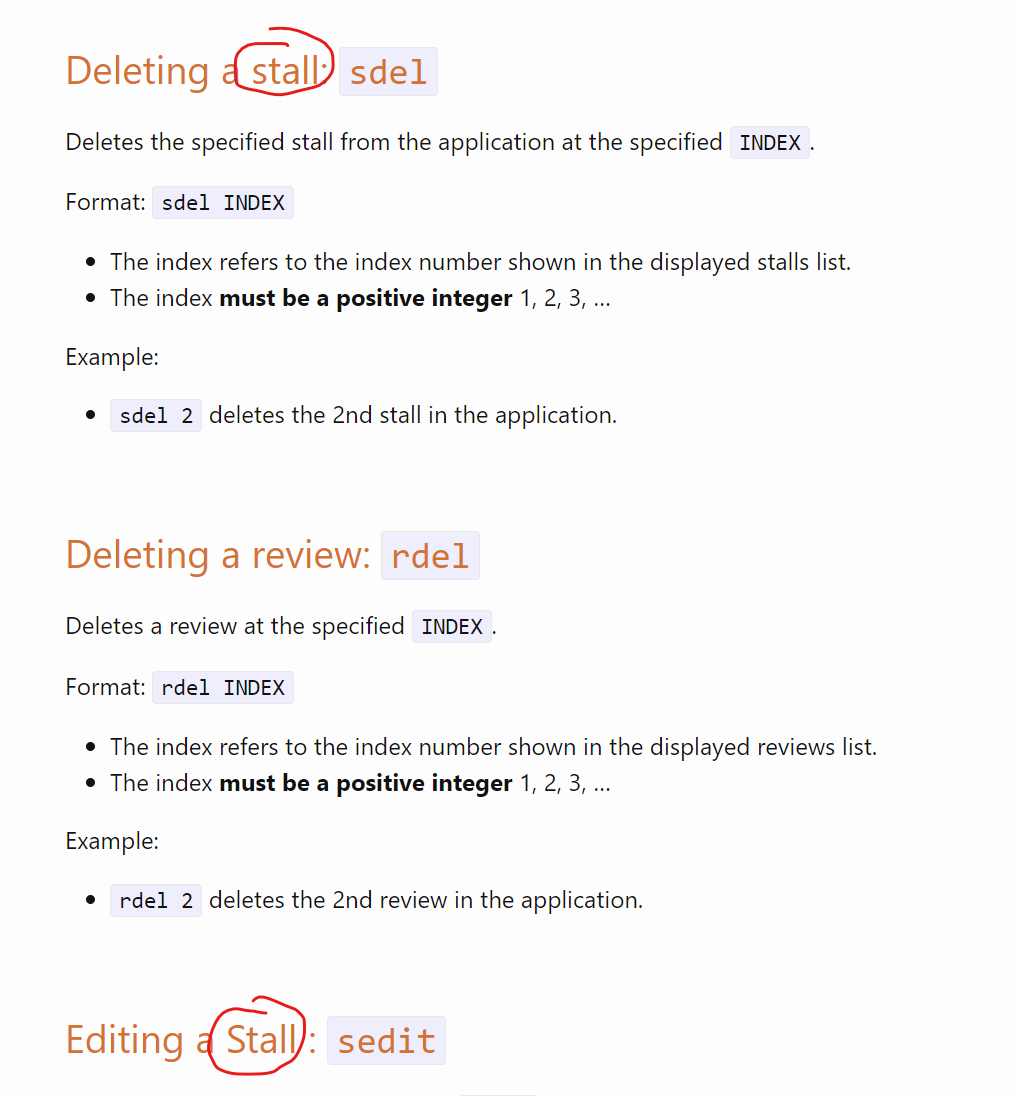 Deleting a stall: sdel
Deletes the specified stall from the application at the specified INDEX.
Format: sdel INDEX
• The index refers to the index number shown in the displayed stalls list.
• The index must be a positive integer 1, 2, 3, …
Example:
• sdel 2 deletes the 2nd stall in the application.
Deleting a review: rdel
Deletes a review at the specified INDEX.
Format: rdel INDEX
• The index refers to the index number shown in the displayed reviews list.
• The index must be a positive integer 1, 2, 3, …
Example:
• rdel 2 deletes the 2nd review in the application.
Editing a Stall : sedit